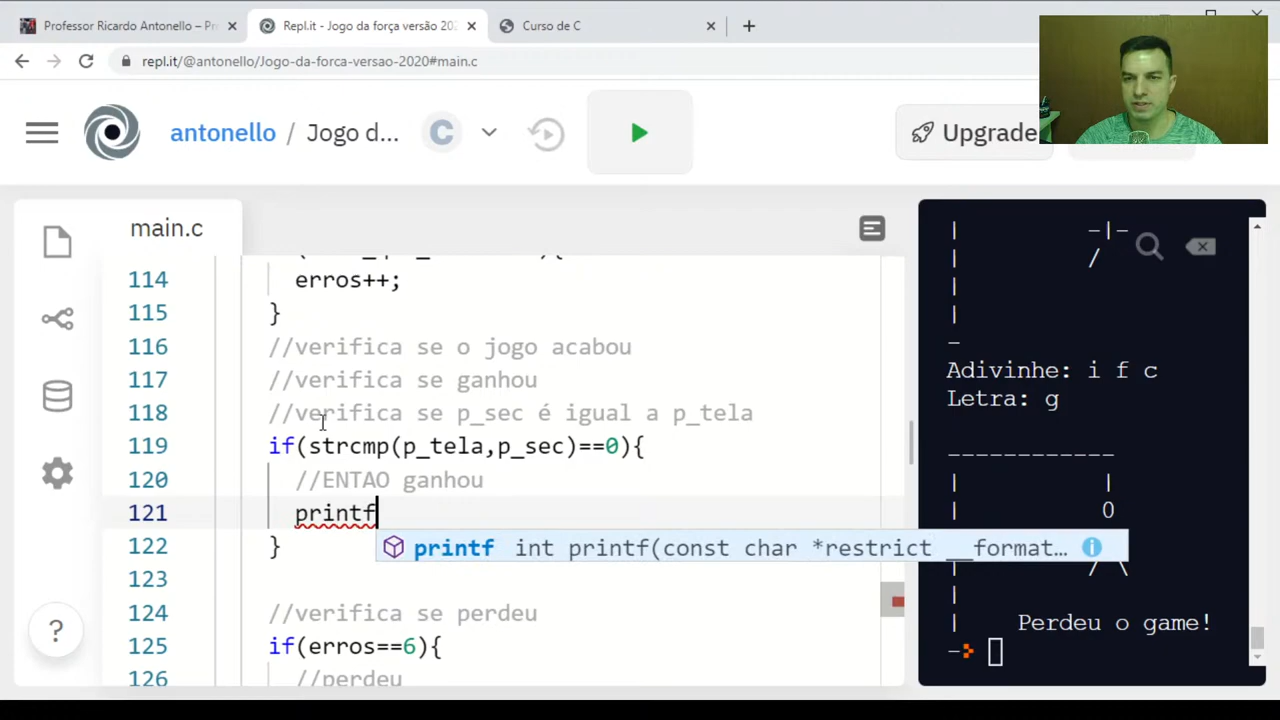 Professor Ricardo Antonello – Pr
Repl.it - Jogo da força versão 202
Curso de C
repl.it/@antonello/Jogo-da-forca-versao-2020#main.c
antonello / Jogo d... C
Upgrade
main.c
114 erros++;
115 }
116 //verifica se o jogo acabou
117 //verifica se ganhou
118 //verifica se p_sec é igual a p_tela
119 if(strcmp(p_tela,p_sec)==0){
120 //ENTAO ganhou
121 printf
printf int printf(const char *restrict __format…
122 }
123
124 //verifica se perdeu
125 if(erros==6){
126 //perdeu
?
| -|-
| /
|
|
-
Adivinhe: i f c
Letra: g
------------
| |
| 0
/ \
|
| Perdeu o game!
-